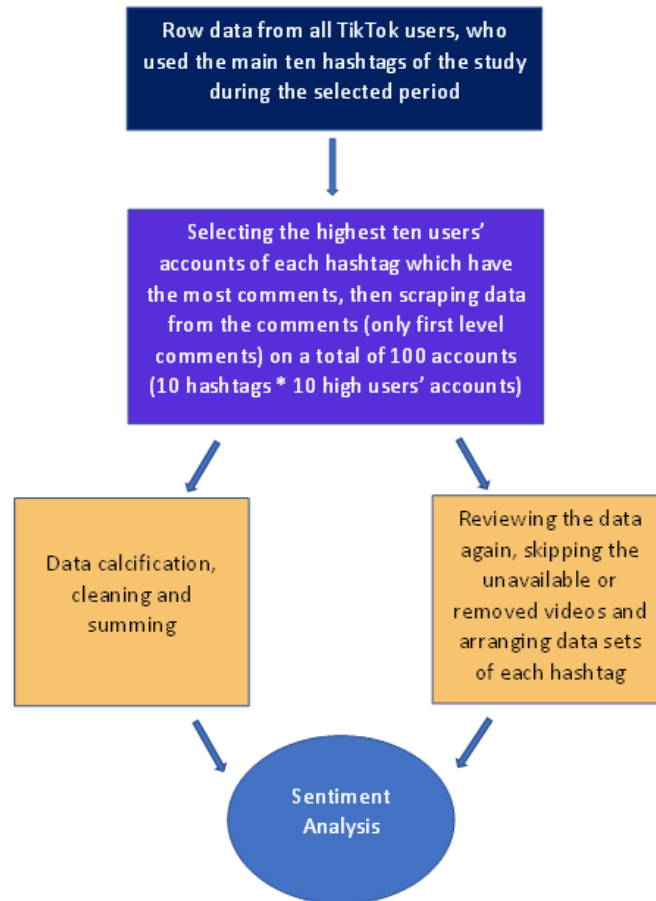 Row data from all TikTok users, who
used the main ten hashtags of the study
during the selected period
Selecting the highest ten users’
accounts of each hashtag which have
the most comments, then scraping data
from the comments (only first level
comments) on a total of 100 accounts
(10 hashtags * 10 high users’ accounts)
Data calcification,
cleaning and
summing
Reviewing the data
again, skipping the
unavailable or
removed videos and
arranging data sets
of each hashtag
Sentiment
Analysis